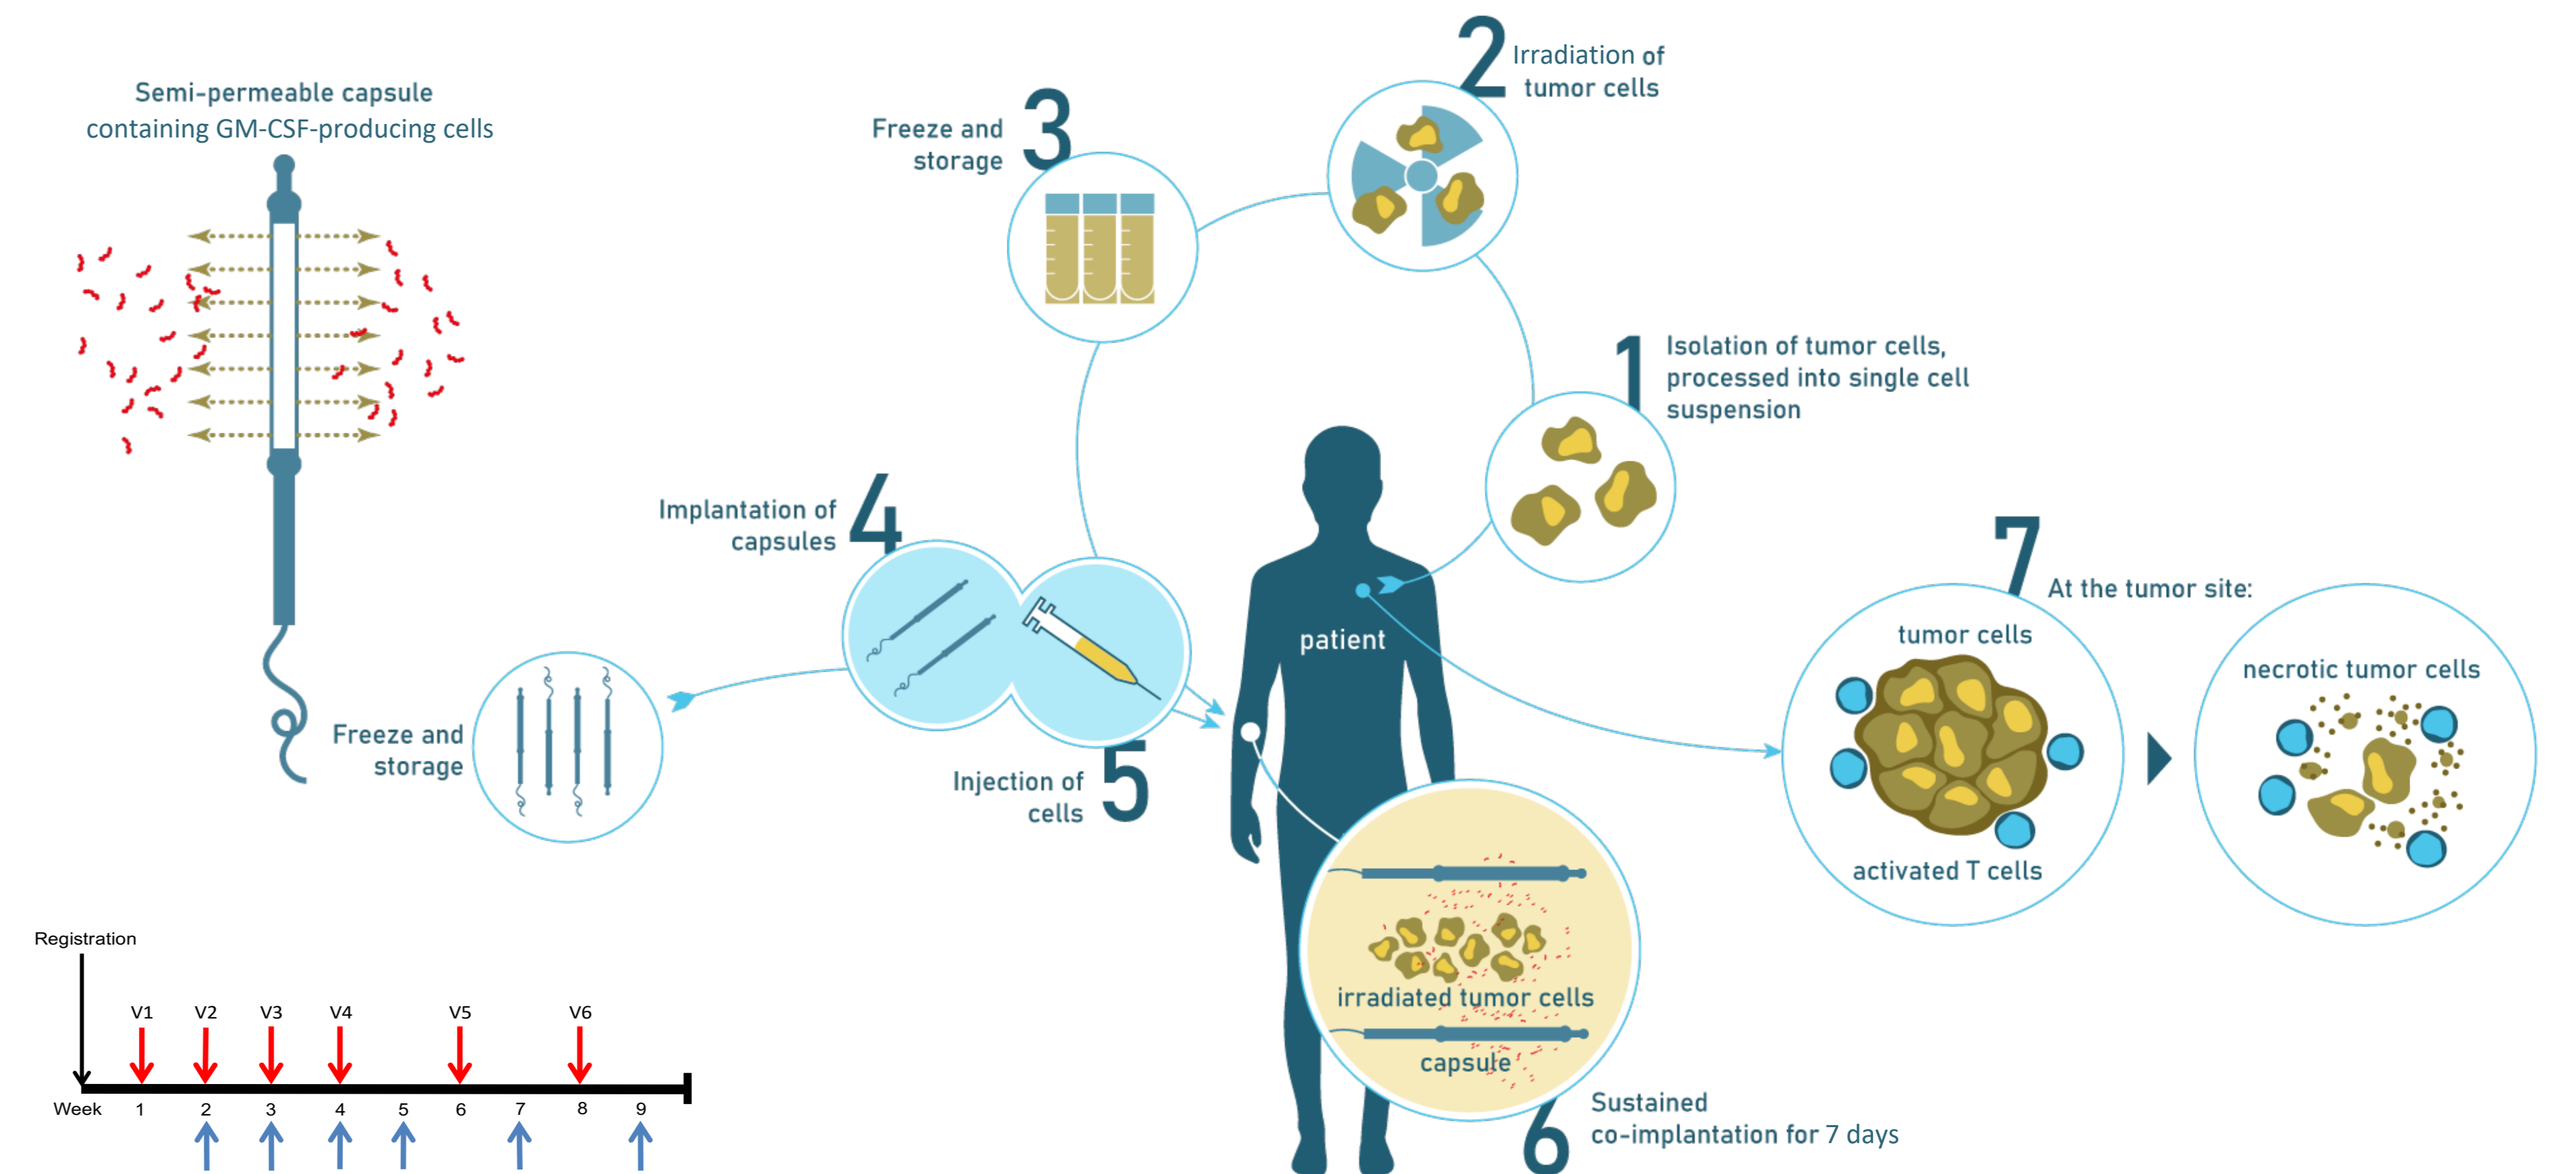 Semi-permeable capsule
containing GM-CSF-producing cells
2 Irradiation of
tumor cells
3 Freeze and
storage
1 Isolation of tumor cells,
processed into single cell
suspension
4 Implantation of
capsules
Freeze and
storage
5 Injection of
cells
patient
7 At the tumor site:
tumor cells
activated T cells
necrotic tumor cells
irradiated tumor cells
capsule
6 Sustained
co-implantation for 7 days
Registration
V1 V2 V3 V4 V5 V6
Week 1 2 3 4 5 6 7 8 9